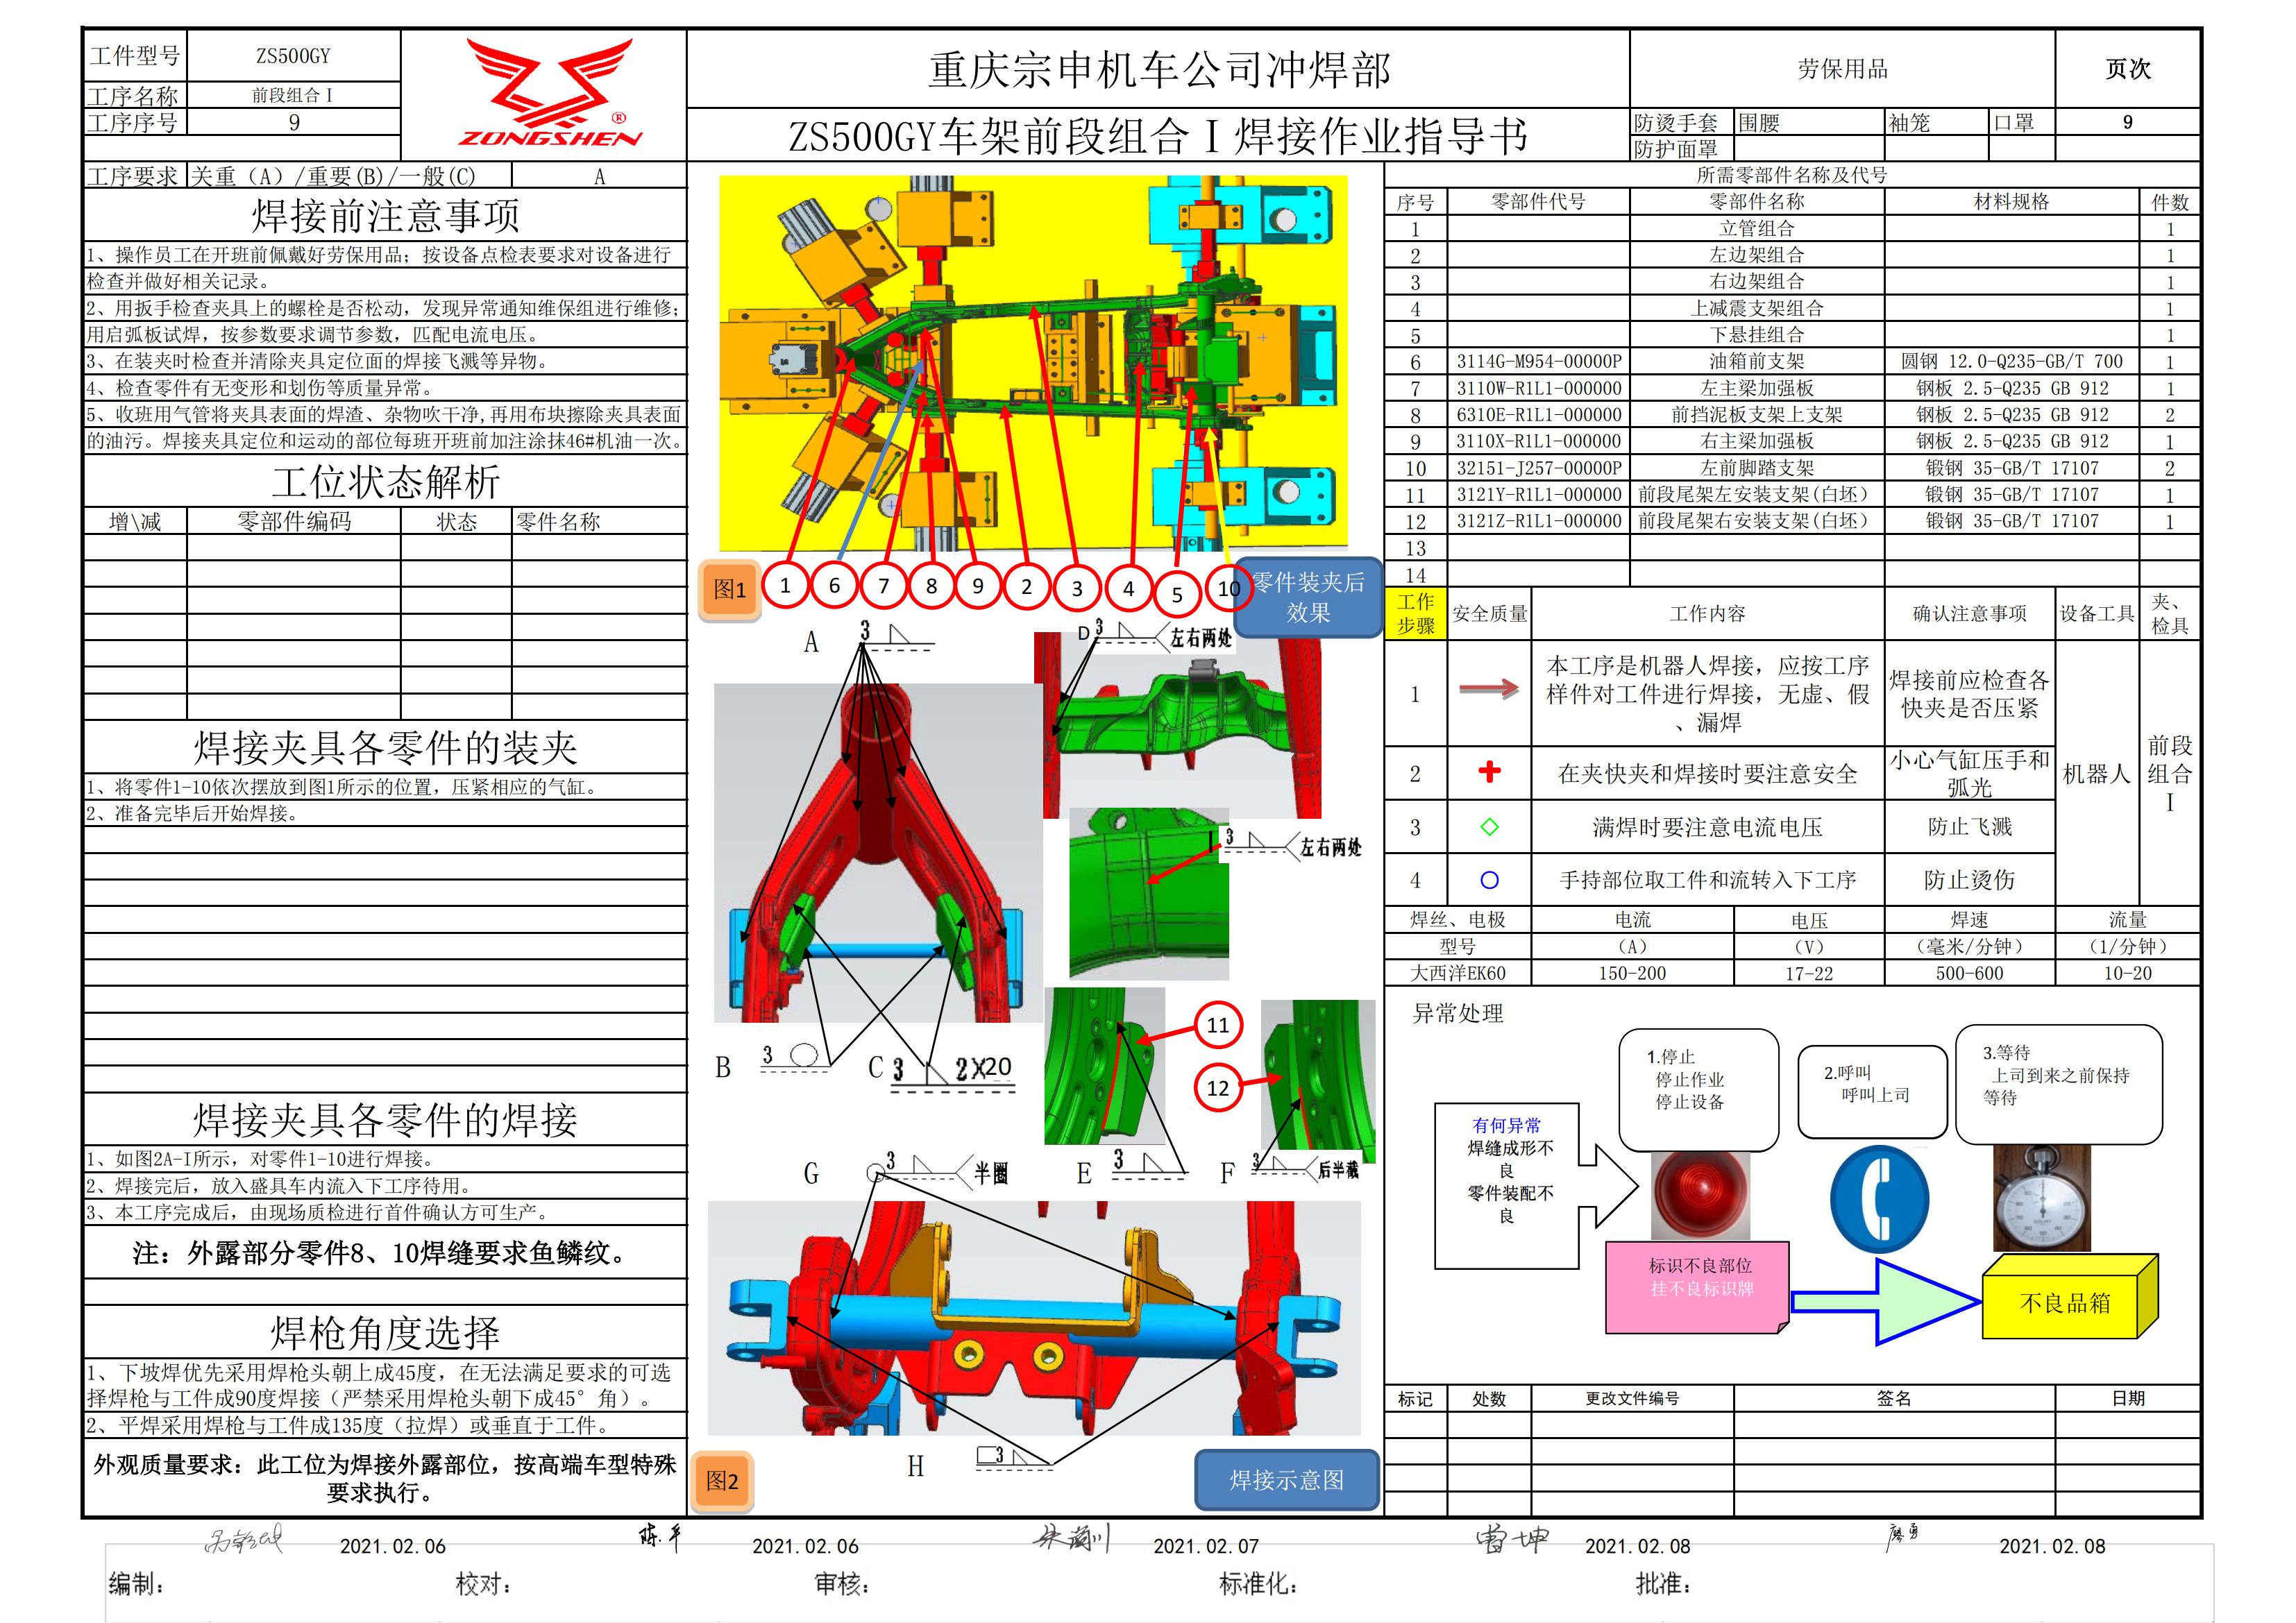 工件型号 ZS500GY
工序名称 前段组合Ⅰ
工序序号 9
ZONGSHEN ®
重庆宗申机车公司冲焊部
ZS500GY车架前段组合Ⅰ焊接作业指导书
劳保用品 页次
防烫手套 围腰 袖笼 口罩 9
防护面罩
工序要求 关重（A）/重要(B)/一般(C) A
焊接前注意事项
1、操作员工在开班前佩戴好劳保用品；按设备点检表要求对设备进行
检查并做好相关记录。
2、用扳手检查夹具上的螺栓是否松动，发现异常通知维保组进行维修；
用启弧板试焊，按参数要求调节参数，匹配电流电压。
3、在装夹时检查并清除夹具定位面的焊接飞溅等异物。
4、检查零件有无变形和划伤等质量异常。
5、收班用气管将夹具表面的焊渣、杂物吹干净,再用布块擦除夹具表面
的油污。焊接夹具定位和运动的部位每班开班前加注涂抹46#机油一次。
工位状态解析
增\减 零部件编码 状态 零件名称
焊接夹具各零件的装夹
1、将零件1-10依次摆放到图1所示的位置，压紧相应的气缸。
2、准备完毕后开始焊接。
焊接夹具各零件的焊接
1、如图2A-I所示，对零件1-10进行焊接。
2、焊接完后，放入盛具车内流入下工序待用。
3、本工序完成后，由现场质检进行首件确认方可生产。
注：外露部分零件8、10焊缝要求鱼鳞纹。
焊枪角度选择
1、下坡焊优先采用焊枪头朝上成45度，在无法满足要求的可选
择焊枪与工件成90度焊接（严禁采用焊枪头朝下成45°角）。
2、平焊采用焊枪与工件成135度（拉焊）或垂直于工件。
外观质量要求：此工位为焊接外露部位，按高端车型特殊
要求执行。
图1 1 6 7 8 9 2 3 4 5 10
零件装夹后
效果
A 3
D 3 左右两处
I 3 左右两处
B 3
C 3 2X20
11
12
E 3
F 3 后半截
G 3 半圈
H 3
图2
焊接示意图
所需零部件名称及代号
序号 零部件代号 零部件名称 材料规格 件数
1 立管组合 1
2 左边架组合 1
3 右边架组合 1
4 上减震支架组合 1
5 下悬挂组合 1
6 3114G-M954-00000P 油箱前支架 圆钢 12.0-Q235-GB/T 700 1
7 3110W-R1L1-000000 左主梁加强板 钢板 2.5-Q235 GB 912 1
8 6310E-R1L1-000000 前挡泥板支架上支架 钢板 2.5-Q235 GB 912 2
9 3110X-R1L1-000000 右主梁加强板 钢板 2.5-Q235 GB 912 1
10 32151-J257-00000P 左前脚踏支架 锻钢 35-GB/T 17107 2
11 3121Y-R1L1-000000 前段尾架左安装支架(白坯) 锻钢 35-GB/T 17107 1
12 3121Z-R1L1-000000 前段尾架右安装支架(白坯) 锻钢 35-GB/T 17107 1
13
14
工作
步骤 安全质量 工作内容 确认注意事项 设备工具 夹、
检具
1 本工序是机器人焊接，应按工序
样件对工件进行焊接，无虚、假
、漏焊 焊接前应检查各
快夹是否压紧
2 在夹快夹和焊接时要注意安全 小心气缸压手和
弧光
3 满焊时要注意电流电压 防止飞溅
4 手持部位取工件和流转入下工序 防止烫伤
机器人
前段
组合
Ⅰ
焊丝、电极 电流 电压 焊速 流量
型号 （A） （V） （毫米/分钟） （1/分钟）
大西洋EK60 150-200 17-22 500-600 10-20
异常处理
有何异常
焊缝成形不
良
零件装配不
良
1.停止
停止作业
停止设备
2.呼叫
呼叫上司
3.等待
上司到来之前保持
等待
标识不良部位
挂不良标识牌
不良品箱
标记 处数 更改文件编号 签名 日期
2021.02.06 陈平 2021.02.06 2021.02.07 曾坤 2021.02.08 廖勇 2021.02.08
编制： 校对： 审核： 标准化： 批准：